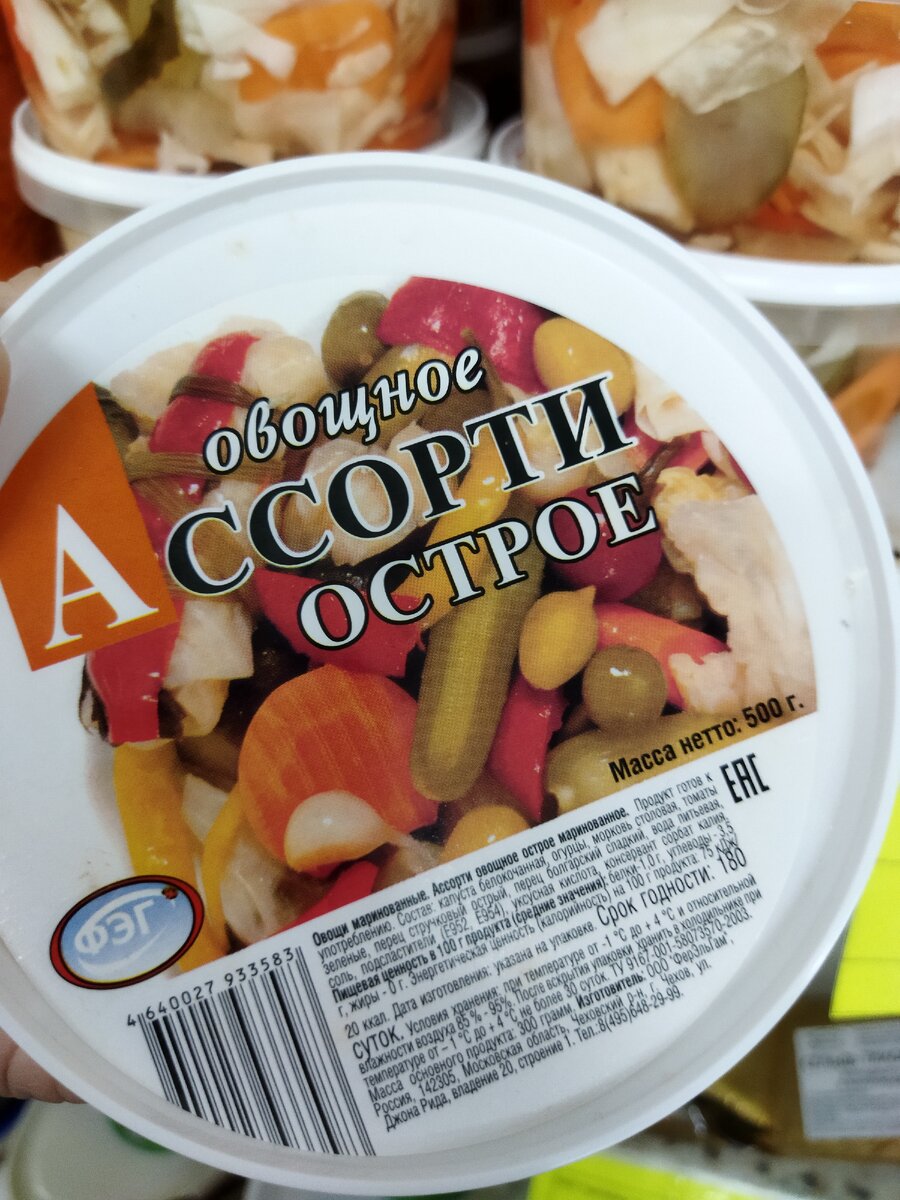 овощное
АССОРТИ
ОСТРОЕ
Масса нетто: 500 г.
EAC
ФЭГ
4 640027 933583
Овощи маринованные. Ассорти овощное острое маринованное. Продукт готов к
употреблению. Состав: капуста белокочанная, огурцы, морковь столовая, томаты
зеленые, перец стручковый острый, перец болгарский сладкий, вода питьевая,
соль, подсластители (Е952, Е954), уксусная кислота, консервант сорбат калия.
Пищевая ценность в 100 г продукта (средние значения): белки: 1,0 г, углеводы - 3,5
г, жиры - 0 г. Энергетическая ценность (калорийность) на 100 г продукта: 75 кДж/
20 ккал. Дата изготовления: указана на упаковке. Срок годности: 180
суток. Условия хранения: при температуре от -1 °С до + 4 °С и относительной
влажности воздуха 85 % - 95%. После вскрытия упаковку хранить в холодильнике при
температуре от – 1 °С до + 4 °С не более 30 суток. ТУ 9167-001-58073570-2003.
Масса основного продукта: 300 грамм. Изготовитель: ООО "ФерЭльГам",
Россия, 142305, Московская область, Чеховский р-н, г. Чехов, ул.
Джона Рида, владение 20, строение 1. Тел.:8(495)648-29-99.